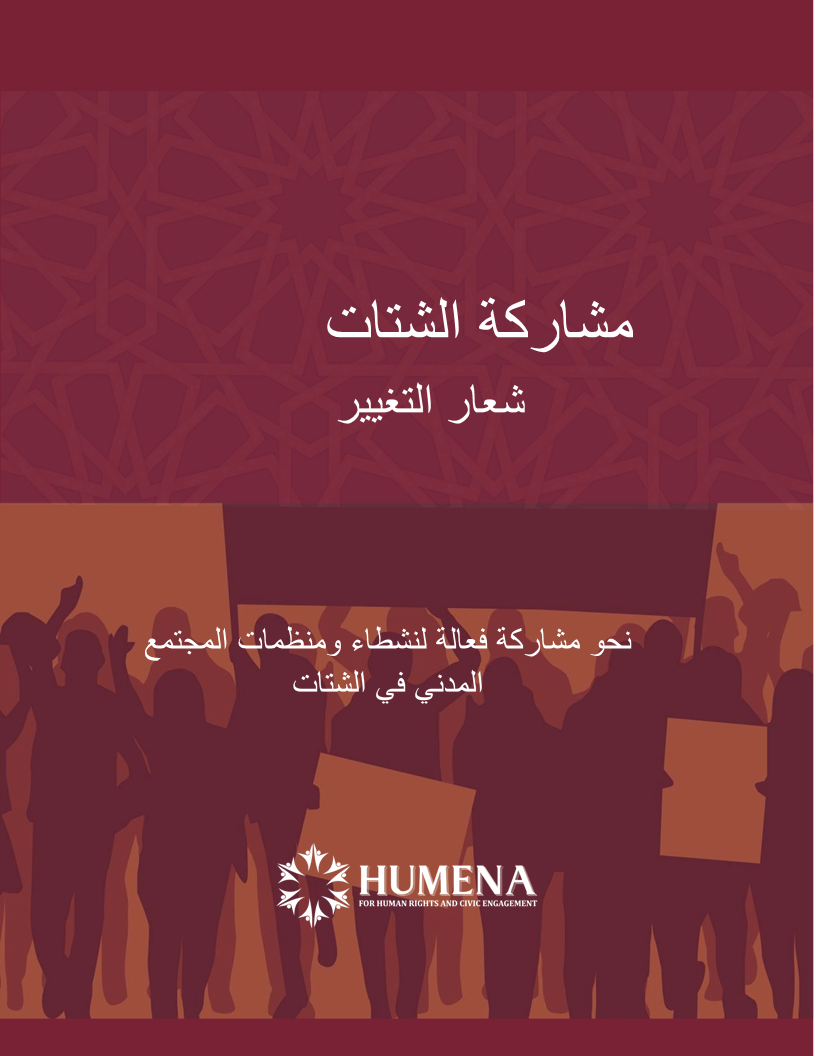 مشاركة الشتات
شعار التغيير
نحو مشاركة فعالة لنشطاء ومنظمات المجتمع
المدني في الشتات
HUMENA
FOR HUMAN RIGHTS AND CIVIC ENGAGEMENT